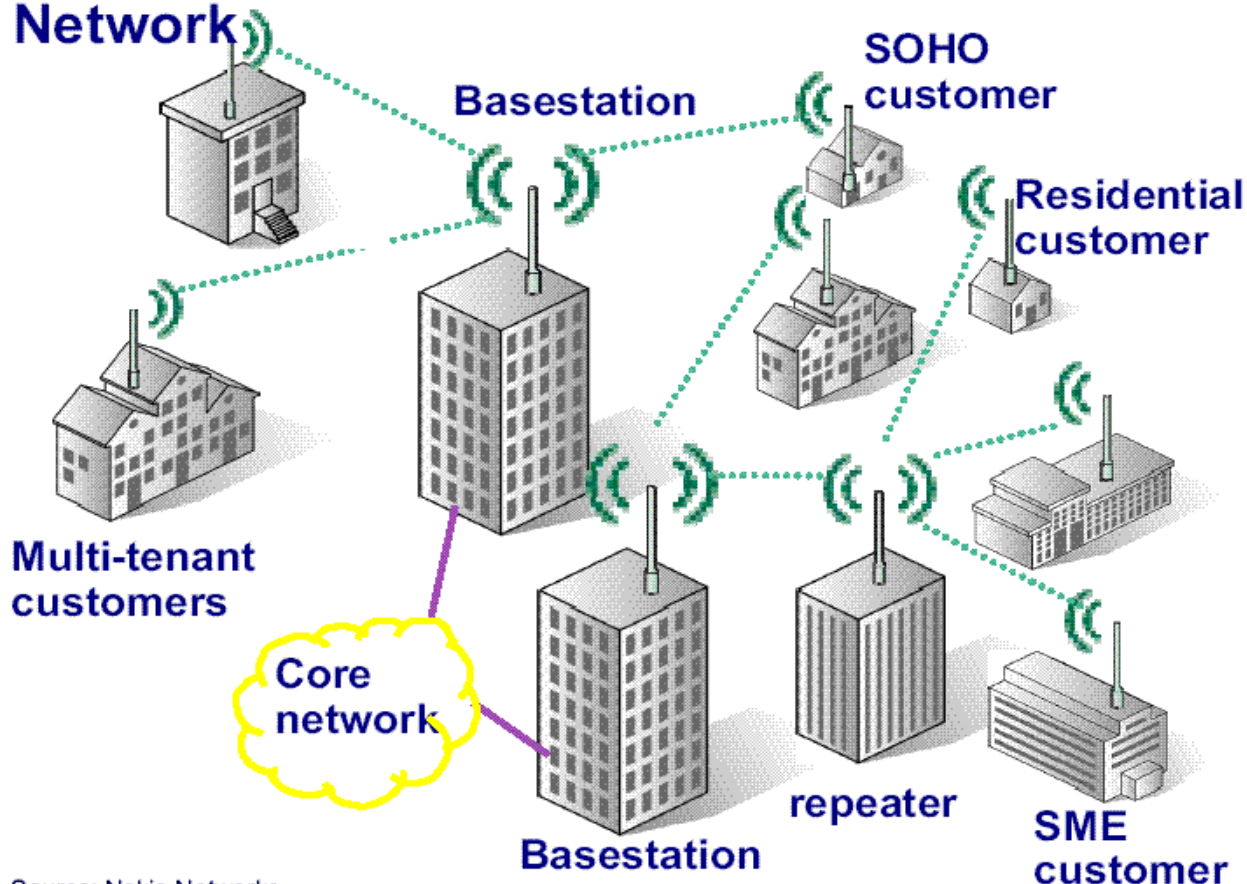 Network
SOHO
customer
Basestation
Residential
customer
Multi-tenant
customers
Core
network
repeater
Basestation
SME
customer